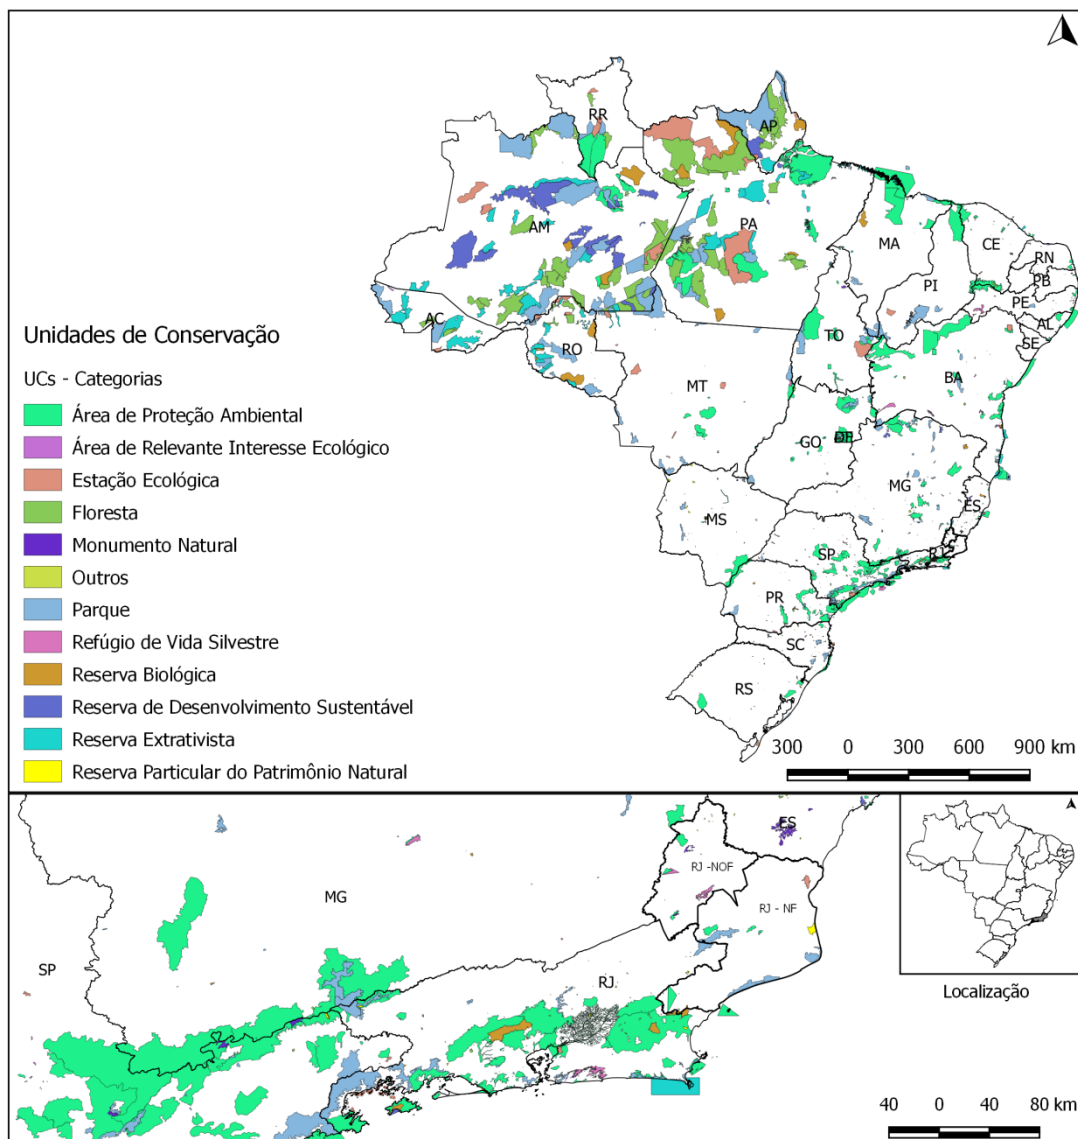 RR
AP
AM
PA
MA
CE
RN
PB
PI
PE
AL
SE
AC
TO
RO
BA
MT
GO
DF
MG
ES
MS
SP
RJ
PR
SC
RS
Unidades de Conservação
UCs - Categorias
Área de Proteção Ambiental
Área de Relevante Interesse Ecológico
Estação Ecológica
Floresta
Monumento Natural
Outros
Parque
Refúgio de Vida Silvestre
Reserva Biológica
Reserva de Desenvolvimento Sustentável
Reserva Extrativista
Reserva Particular do Patrimônio Natural
300 0 300 600 900 km
ES
RJ -NOF
MG
RJ - NF
SP
RJ
Localização
40 0 40 80 km